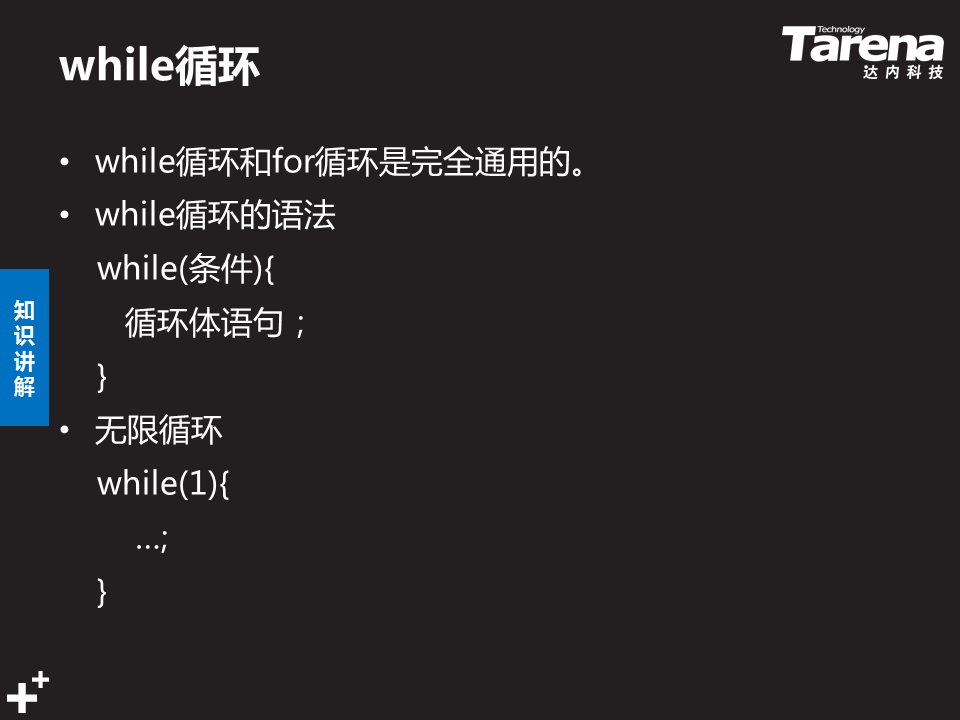 while循环
Technology
Tarena
达内科技
• while循环和for循环是完全通用的。
• while循环的语法
while(条件){
循环体语句；
}
• 无限循环
while(1){
…;
}
知识讲解